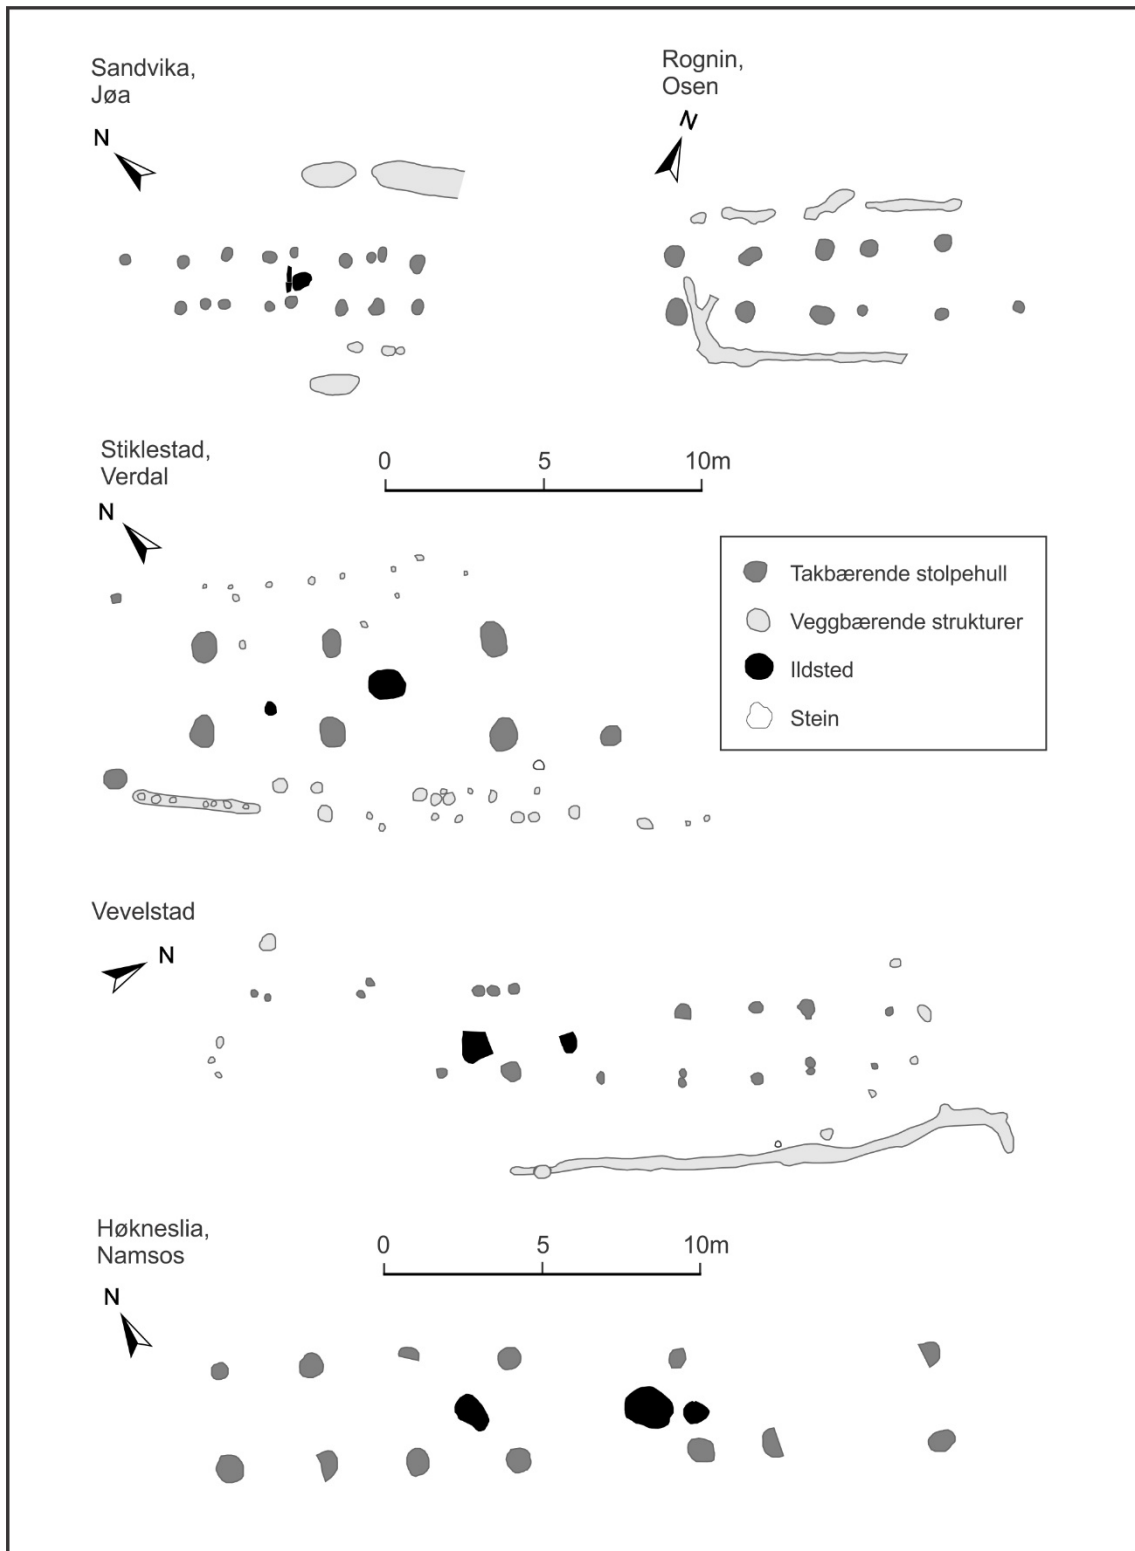 Sandvika,
Jøa
N
Rognin,
Osen
N
Stiklestad,
Verdal
0 5 10m
N
Takbærende stolpehull
Veggbærende strukturer
Ildsted
Stein
Vevelstad
N
Høkneslia,
Namsos
0 5 10m
N